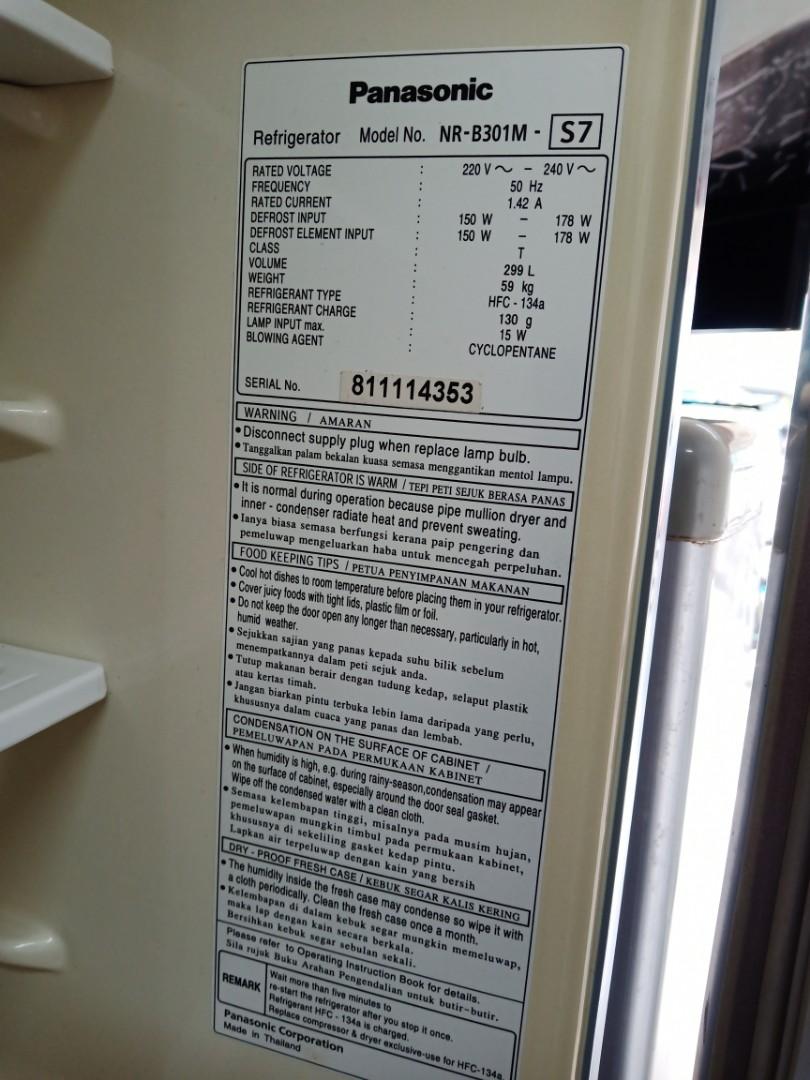 Panasonic
Refrigerator Model No. NR-B301M - S7
RATED VOLTAGE : 220 V ~ - 240 V ~
FREQUENCY : 50 Hz
RATED CURRENT : 1.42 A
DEFROST INPUT : 150 W - 178 W
DEFROST ELEMENT INPUT : 150 W - 178 W
CLASS : T
VOLUME : 299 L
WEIGHT : 59 kg
REFRIGERANT TYPE : HFC - 134a
REFRIGERANT CHARGE : 130 g
LAMP INPUT max. : 15 W
BLOWING AGENT : CYCLOPENTANE
SERIAL No. 811114353
WARNING / AMARAN
• Disconnect supply plug when replace lamp bulb.
• Tanggalkan palam bekalan kuasa semasa menggantikan mentol lampu.
SIDE OF REFRIGERATOR IS WARM / TEPI PETI SEJUK BERASA PANAS
• It is normal during operation because pipe mullion dryer and
inner - condenser radiate heat and prevent sweating.
• Ianya biasa semasa berfungsi kerana paip pengering dan
pemeluwap mengeluarkan haba untuk mencegah perpeluhan.
FOOD KEEPING TIPS / PETUA PENYIMPANAN MAKANAN
• Cool hot dishes to room temperature before placing them in your refrigerator.
• Cover juicy foods with tight lids, plastic film or foil.
• Do not keep the door open any longer than necessary, particularly in hot,
humid weather.
• Sejukkan sajian yang panas kepada suhu bilik sebelum
menempatkannya dalam peti sejuk anda.
• Tutup makanan berair dengan tudung kedap, selaput plastik
atau kertas timah.
• Jangan biarkan pintu terbuka lebin lama daripada yang perlu,
khususnya dalam cuaca yang panas dan lembab.
CONDENSATION ON THE SURFACE OF CABINET /
PEMELUWAPAN PADA PERMUKAAN KABINET
• When humidity is high, e.g. during rainy-season,condensation may appear
on the surface of cabinet, especially around the door seal gasket.
Wipe off the condensed water with a clean cloth.
• Semasa kelembapan tinggi, misalnya pada musim hujan,
pemeluwapan mungkin timbul pada permukaan kabinet,
khususnya di sekeliling gasket kedap pintu.
Lapkan air terpeluwap dengan kain yang bersih
DRY - PROOF FRESH CASE / KEBUK SEGAR KALIS KERING
• The humidity inside the fresh case may condense so wipe it with
a cloth periodically. Clean the fresh case once a month.
• Kelembapan di dalam kebuk segar mungkin memeluwap,
maka lap dengan kain secara berkala.
Bersihkan kebuk segar sebulan sekali.
Please refer to Operating Instruction Book for details.
Sila rujuk Buku Arahan Pengendalian untuk butir-butir.
REMARK
Wait more than five minutes to
re-start the refrigerator after you stop it once.
Refrigerant HFC - 134a is charged.
Replace compressor & dryer exclusive-use for HFC-134a
Panasonic Corporation
Made in Thailand